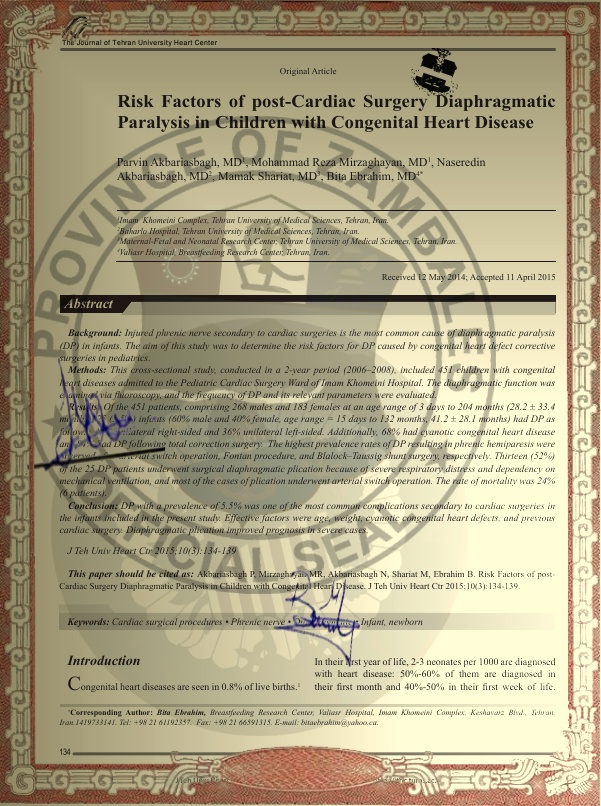 The Journal of Tehran University Heart Center
Original Article
Risk Factors of post-Cardiac Surgery Diaphragmatic
Paralysis in Children with Congenital Heart Disease
Parvin Akbariasbagh, MD1, Mohammad Reza Mirzaghayan, MD1, Naseredin
Akbariasbagh, MD2, Mamak Shariat, MD3, Bita Ebrahim, MD4*
1Imam Khomeini Complex, Tehran University of Medical Sciences, Tehran, Iran.
2Baharlo Hospital, Tehran University of Medical Sciences, Tehran, Iran.
3Maternal-Fetal and Neonatal Research Center, Tehran University of Medical Sciences, Tehran, Iran.
4Valiasr Hospital, Breastfeeding Research Center, Tehran, Iran.
Received 12 May 2014; Accepted 11 April 2015
Abstract
Background: Injured phrenic nerve secondary to cardiac surgeries is the most common cause of diaphragmatic paralysis
(DP) in infants. The aim of this study was to determine the risk factors for DP caused by congenital heart defect corrective
surgeries in pediatrics.
Methods: This cross-sectional study, conducted in a 2-year period (2006–2008), included 451 children with congenital
heart diseases admitted to the Pediatric Cardiac Surgery Ward of Imam Khomeini Hospital. The diaphragmatic function was
examined via fluoroscopy, and the frequency of DP and its relevant parameters were evaluated.
Results: Of the 451 patients, comprising 268 males and 183 females at an age range of 3 days to 204 months (28.2 ± 33.4
infants (60% male and 40% female, age range = 15 days to 132 months, 41.2 ± 28.1 months) had DP as
right-sided and 36% unilateral left-sided. Additionally, 68% had cyanotic congenital heart disease
DP following total correction surgery. The highest prevalence rates of DP resulting in phrenic hemiparesis were
switch operation, Fontan procedure, and Blalock–Taussig shunt surgery, respectively. Thirteen (52%)
of the 25 DP patients underwent surgical diaphragmatic plication because of severe respiratory distress and dependency on
mechanical ventilation, and most of the cases of plication underwent arterial switch operation. The rate of mortality was 24%
(6 patients).
Conclusion: DP with a prevalence of 5.5% was one of the most common complications secondary to cardiac surgeries in
the infants included in the present study. Effective factors were age, weight, cyanotic congenital heart defects, and previous
cardiac surgery. Diaphragmatic plication improved prognosis in severe cases.
J Teh Univ Heart Ctr 2015;10(3):134-139
This paper should be cited as: Akbariasbagh P, Mirzaghayan MR, Akbariasbagh N, Shariat M, Ebrahim B. Risk Factors of post-
Cardiac Surgery Diaphragmatic Paralysis in Children with Congenital Heart Disease. J Teh Univ Heart Ctr 2015;10(3):134-139.
Keywords: Cardiac surgical procedures • Phrenic nerve • Infant, newborn
Introduction
Congenital heart diseases are seen in 0.8% of live births.1
In their first year of life, 2-3 neonates per 1000 are diagnosed
with heart disease: 50%-60% of them are diagnosed in
their first month and 40%-50% in their first week of life.
*Corresponding Author: Bita Ebrahim, Breastfeeding Research Center, Valiasr Hospital, Imam Khomeini Complex, Keshavarz Blvd., Tehran,
Iran.1419733141. Tel: +98 21 61192357. Fax: +98 21 66591315. E-mail: bitaebrahim@yahoo.ca.
134
PROVINCE OF ZAMBALES
OFFICIAL SEAL